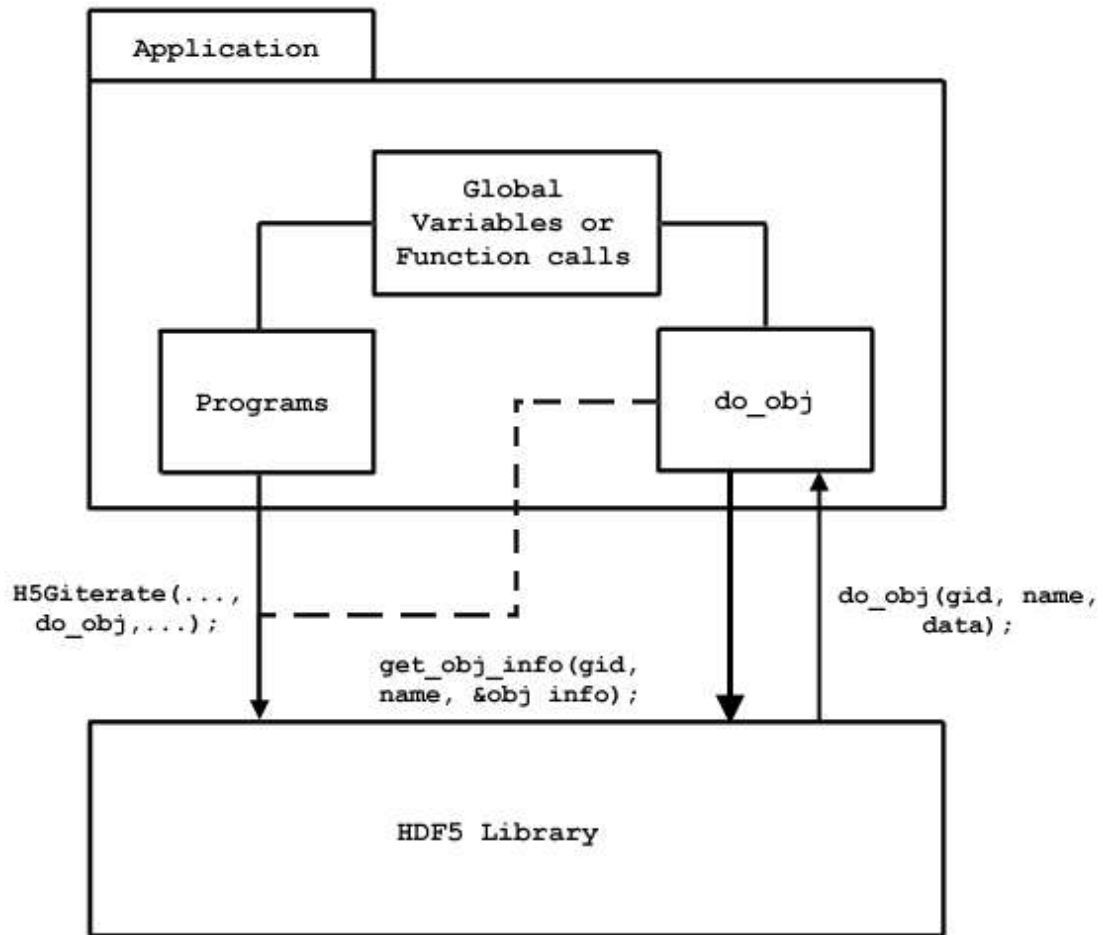 Application
Global
Variables or
Function calls
Programs
do_obj
H5Giterate(...,
do_obj,...);
do_obj(gid, name,
data);
get_obj_info(gid,
name, &obj info);
HDF5 Library